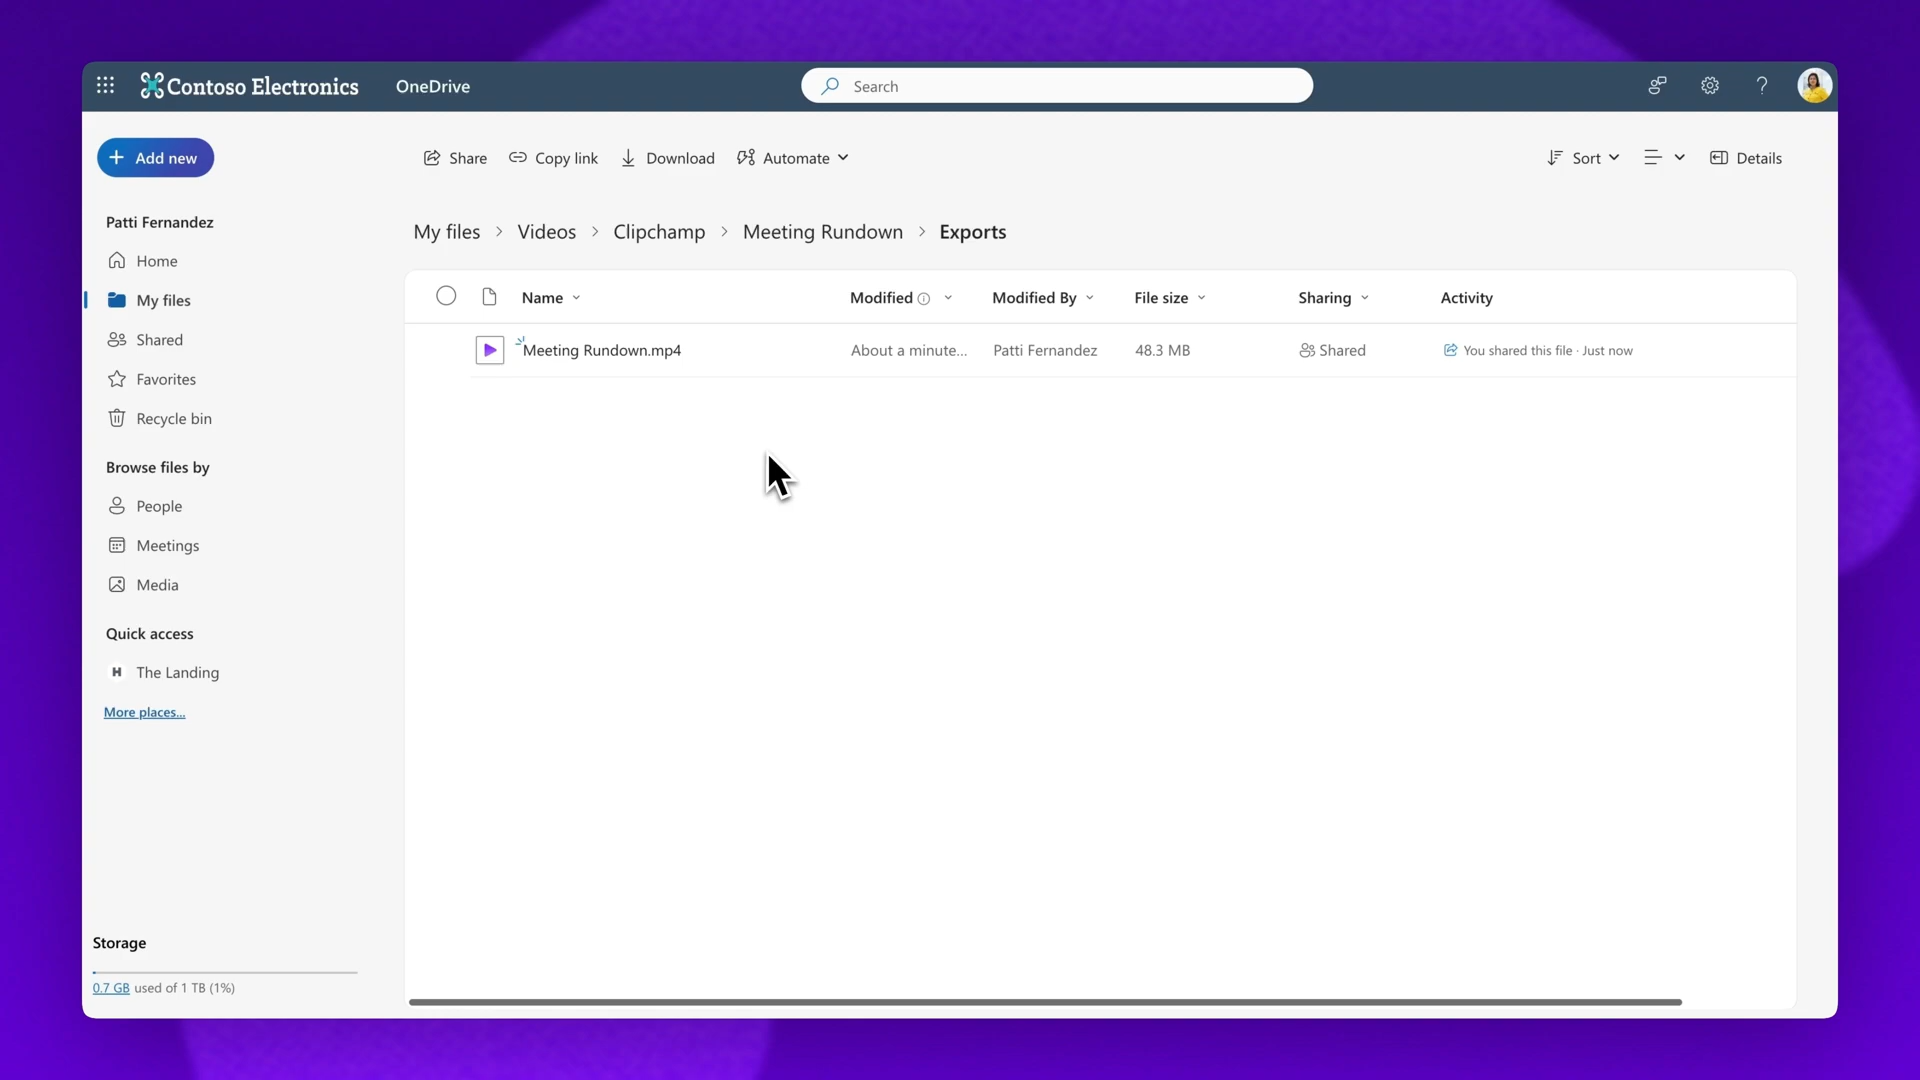 Contoso Electronics OneDrive Search ?
Add new Share Copy link Download Automate Sort Details
Patti Fernandez
My files > Videos > Clipchamp > Meeting Rundown > Exports
Home
Name Modified Modified By File size Sharing Activity
My files
Shared
Meeting Rundown.mp4 About a minute... Patti Fernandez 48.3 MB Shared You shared this file · Just now
Favorites
Recycle bin
Browse files by
People
Meetings
Media
Quick access
H The Landing
More places...
Storage
0.7 GB used of 1 TB (1%)